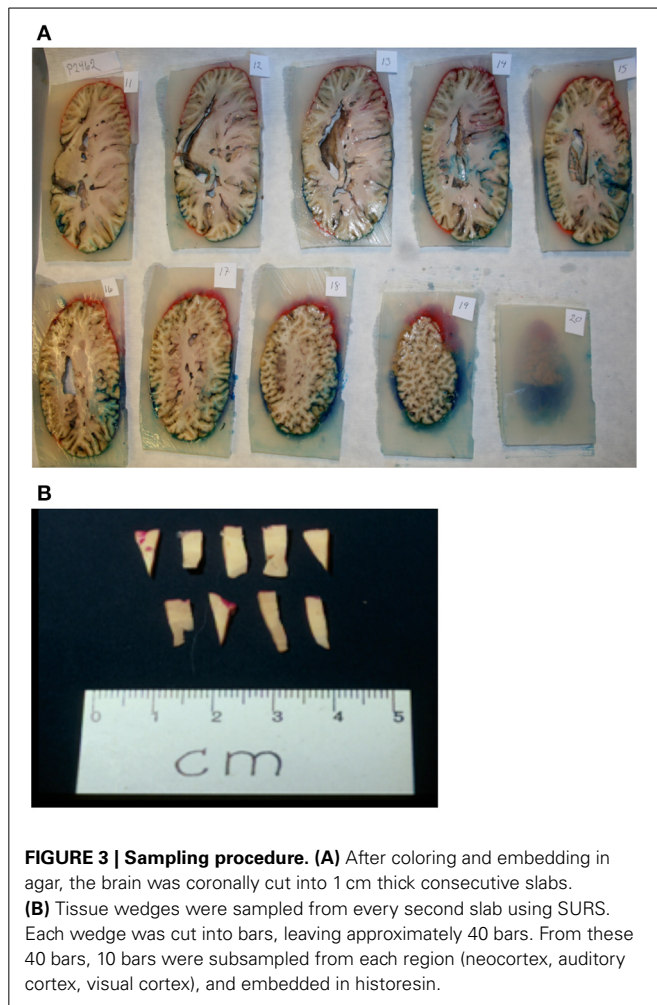 A
P2462
11
12
13
14
15
16
17
18
19
20
B
0 1 2 3 4 5
cm
FIGURE 3 | Sampling procedure. (A) After coloring and embedding in
agar, the brain was coronally cut into 1 cm thick consecutive slabs.
(B) Tissue wedges were sampled from every second slab using SURS.
Each wedge was cut into bars, leaving approximately 40 bars. From these
40 bars, 10 bars were subsampled from each region (neocortex, auditory
cortex, visual cortex), and embedded in historesin.